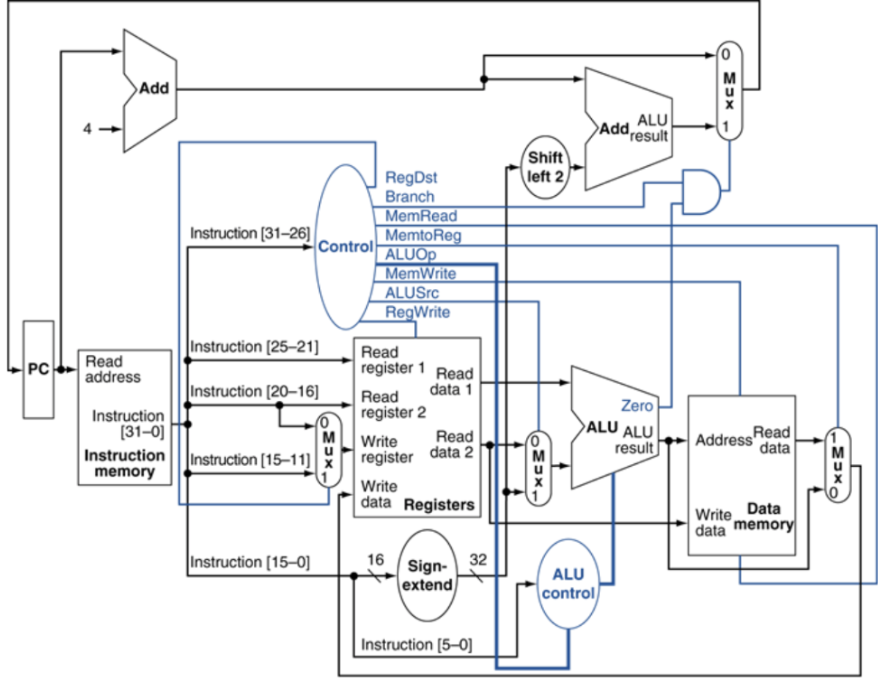 0
M
u
x
1
Add
4
Add
ALU
result
Shift
left 2
RegDst
Branch
MemRead
MemtoReg
ALUOp
MemWrite
ALUSrc
RegWrite
Control
Instruction [31–26]
Instruction [25–21]
Instruction [20–16]
Instruction [15–11]
Instruction [15–0]
Instruction [5–0]
PC
Read
address
Instruction
[31–0]
Instruction
memory
0
M
u
x
1
Read
register 1
Read
register 2
Write
register
Write
data
Read
data 1
Read
data 2
Registers
0
M
u
x
1
Zero
ALU
ALU
result
Address
Read
data
Write
data
Data
memory
1
M
u
x
0
16
Sign-
extend
32
ALU
control